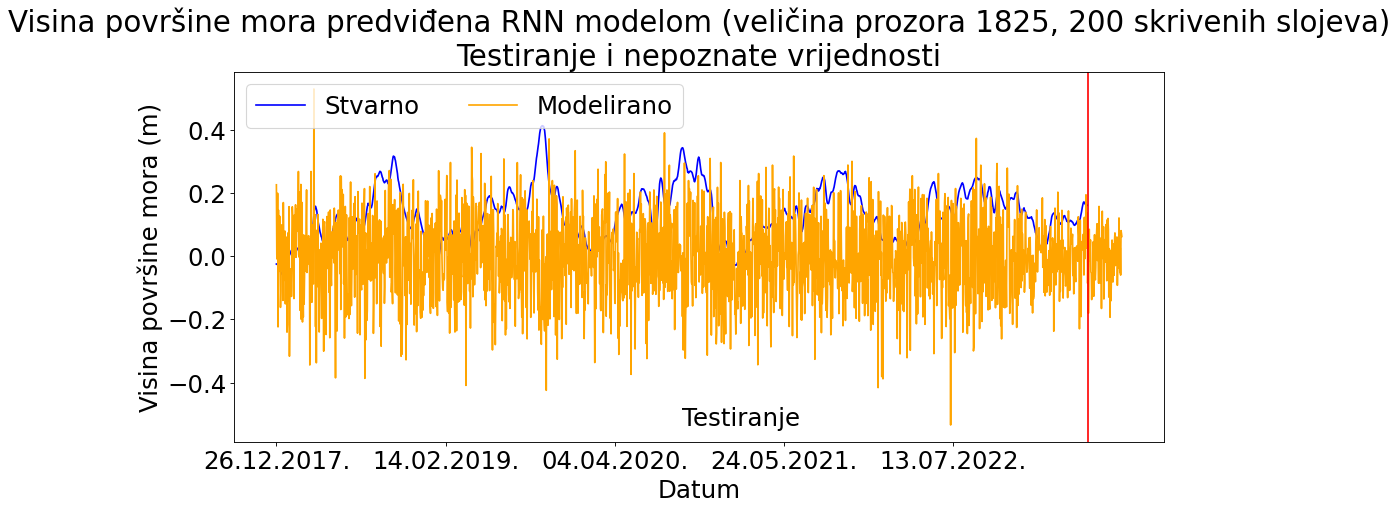 Visina površine mora predviđena RNN modelom (veličina prozora 1825, 200 skrivenih slojeva)
Testiranje i nepoznate vrijednosti
Stvarno Modelirano
Visina površine mora (m)
0.4
0.2
0.0
−0.2
−0.4
Testiranje
26.12.2017. 14.02.2019. 04.04.2020. 24.05.2021. 13.07.2022.
Datum